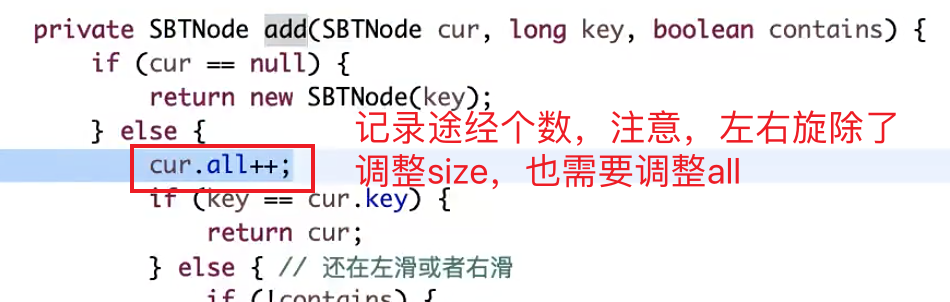 private SBTNode add(SBTNode cur, long key, boolean contains) {
if (cur == null) {
return new SBTNode(key);
} else {
记录途经个数，注意，左右旋除了
cur.all++;
调整size，也需要调整all
if (key == cur.key) {
return cur;
} else { // 还在左滑或者右滑
if (!contains) {